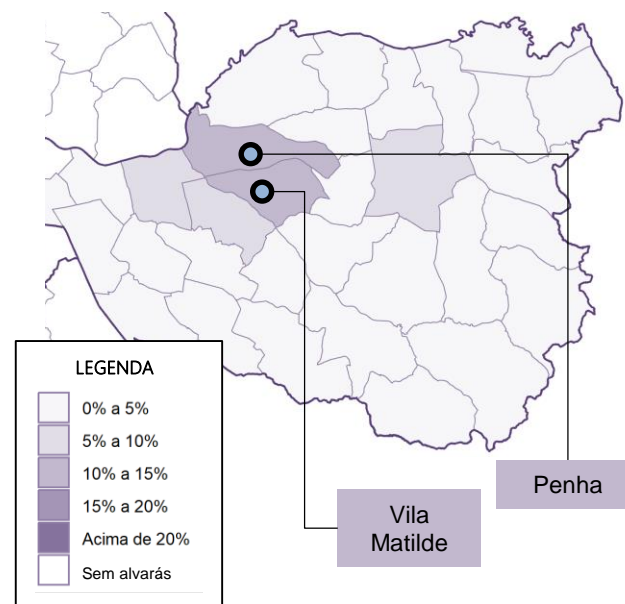 LEGENDA
0% a 5%
5% a 10%
10% a 15%
15% a 20%
Acima de 20%
Sem alvarás
Penha
Vila
Matilde